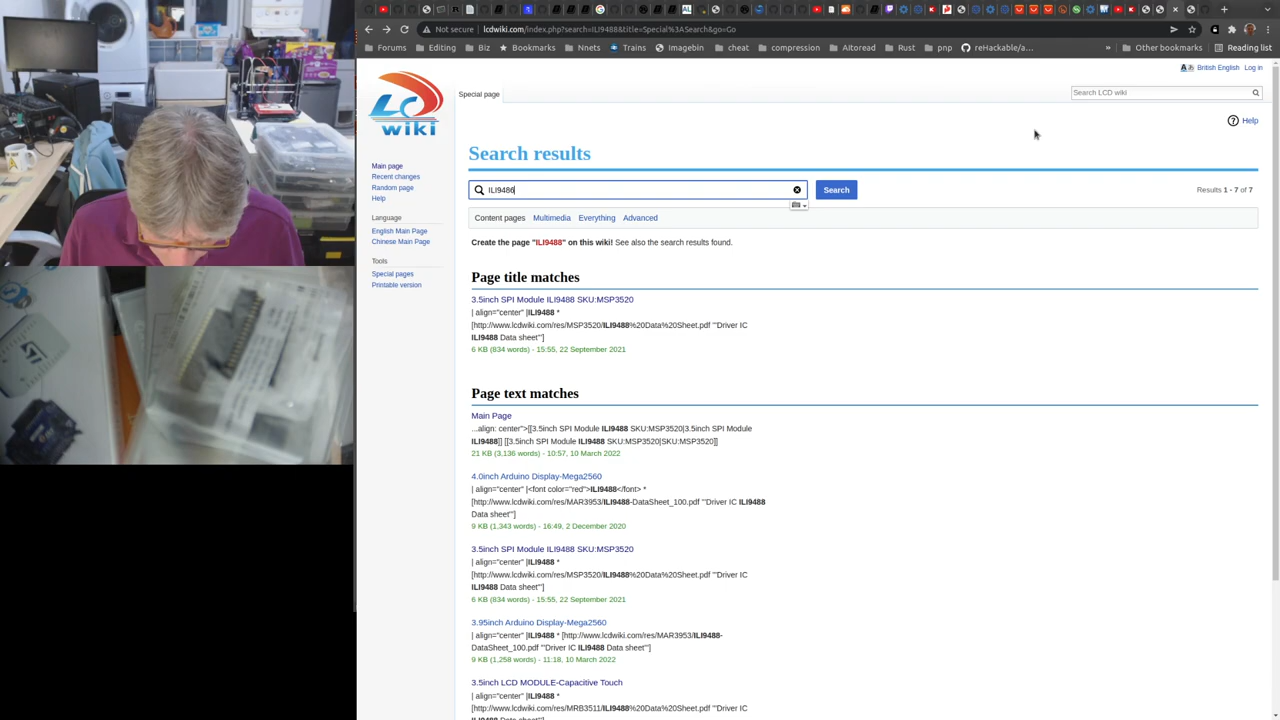 Not secure
lcdwiki.com/index.php?search=ILI9488&title=Special%3ASearch&go=Go
Forums
Editing
Bookmarks
Ninets
Imagebin
cheat
compression
Aitorable Host
pnp
remote/a...
»
Other bookmarks
Reading list
British English Log in
LC
wiki
Special page
Search LCD wiki
Help
Search results
ILI9486
Search
Results 1 - 7 of 7
Content pages Multimedia Everything Advanced
Create the page "ILI9488" on this wiki! See also the search results found.
Main page
Recent changes
Random page
Help
Language
English Main Page
Chinese Main Page
Tools
Special pages
Printable version
Page title matches
3.5inch SPI Module ILI9488 SKU:MSP3520
| align="center" |ILI9488 *
[http://www.lcdwiki.com/res/MSP3520/ILI9488%20Data%20Sheet.pdf '''Driver IC
ILI9488 Data sheet''']
6 KB (834 words) - 15:55, 22 September 2021
Page text matches
Main Page
...align: center">[[3.5inch SPI Module ILI9488 SKU:MSP3520|3.5inch SPI Module
ILI9488]] [[3.5inch SPI Module ILI9488 SKU:MSP3520|SKU:MSP3520]]
21 KB (3,136 words) - 10:57, 10 March 2022
4.0inch Arduino Display-Mega2560
| align="center" |<font color="red">ILI9488</font> *
[http://www.lcdwiki.com/res/MAR3953/ILI9488-DataSheet_100.pdf '''Driver IC ILI9488
Data sheet''']
9 KB (1,343 words) - 16:49, 2 December 2020
3.5inch SPI Module ILI9488 SKU:MSP3520
| align="center" |ILI9488 *
[http://www.lcdwiki.com/res/MSP3520/ILI9488%20Data%20Sheet.pdf '''Driver IC
ILI9488 Data sheet''']
6 KB (834 words) - 15:55, 22 September 2021
3.95inch Arduino Display-Mega2560
| align="center" |ILI9488 * [http://www.lcdwiki.com/res/MAR3953/ILI9488-
DataSheet_100.pdf '''Driver IC ILI9488 Data sheet''']
9 KB (1,258 words) - 11:18, 10 March 2022
3.5inch LCD MODULE-Capacitive Touch
| align="center" |ILI9488 *
[http://www.lcdwiki.com/res/MRB3511/ILI9488%20Data%20Sheet.pdf '''Driver IC
ILI9488 Data sheet''']